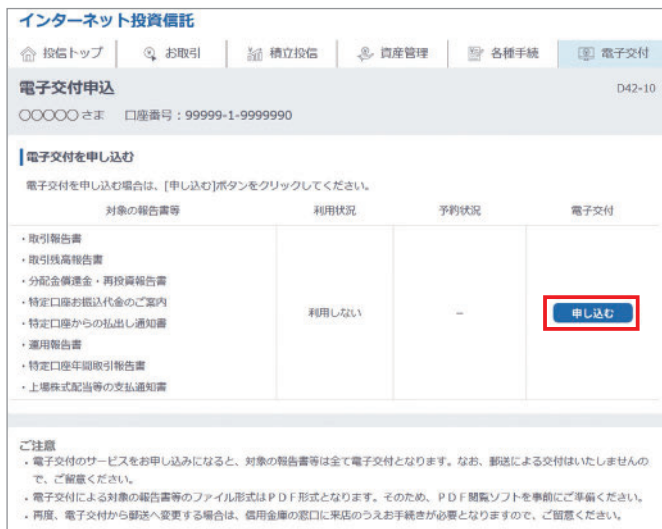 インターネット投資信託
投信トップ お取引 積立投信 資産管理 各種手続 電子交付
電子交付申込 D42-10
〇〇〇〇〇さま 口座番号：99999-1-9999990
電子交付を申し込む
電子交付を申し込む場合は、[申し込む]ボタンをクリックしてください。
対象の報告書等 利用状況 予約状況 電子交付
・取引報告書
・取引残高報告書
・分配金償還金・再投資報告書
・特定口座お振込代金のご案内
・特定口座からの払出し通知書
・運用報告書
・特定口座年間取引報告書
・上場株式配当等の支払通知書
利用しない － 申し込む
ご注意
・電子交付のサービスをお申し込みになると、対象の報告書等は全て電子交付となります。なお、郵送による交付はいたしませんの
で、ご留意ください。
・電子交付による対象の報告書等のファイル形式はＰＤＦ形式となります。そのため、ＰＤＦ閲覧ソフトを事前にご準備ください。
・再度、電子交付から郵送へ変更する場合は、信用金庫の窓口に来店のうえお手続きが必要となりますので、ご留意ください。